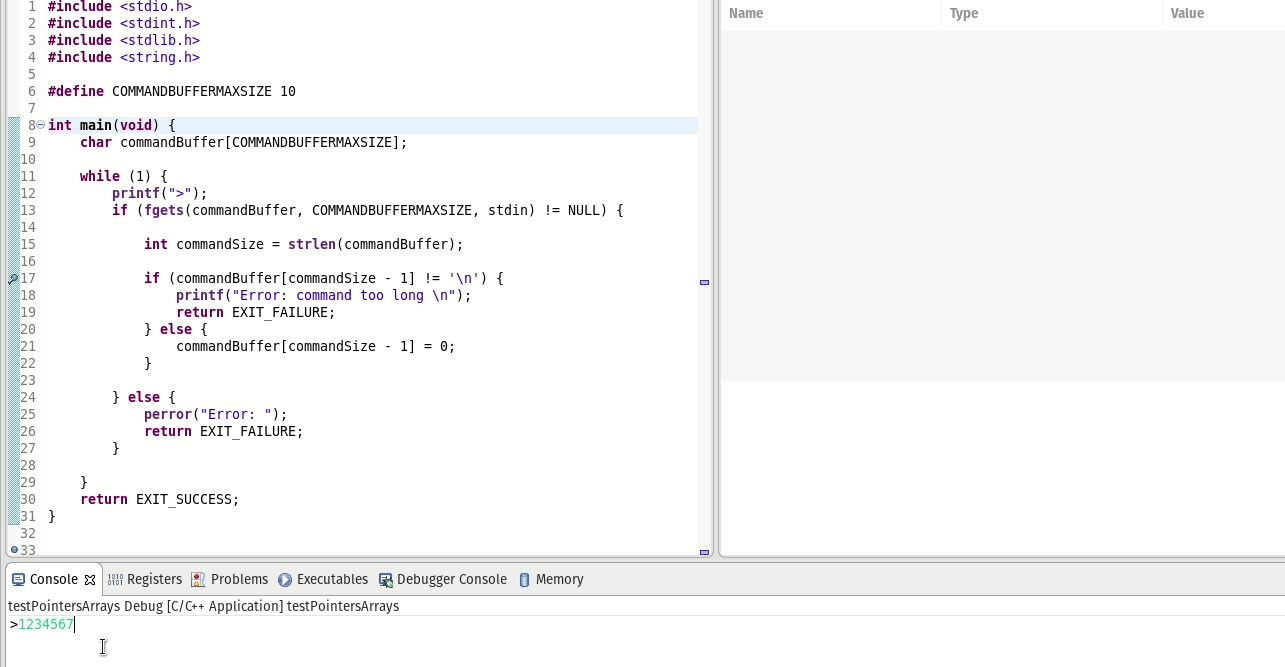 1 #include <stdio.h>
2 #include <stdint.h>
3 #include <stdlib.h>
4 #include <string.h>
5
6 #define COMMANDBUFFERMAXSIZE 10
7
8 int main(void) {
9     char commandBuffer[COMMANDBUFFERMAXSIZE];
10
11     while (1) {
12         printf(">");
13         if (fgets(commandBuffer, COMMANDBUFFERMAXSIZE, stdin) != NULL) {
14
15             int commandSize = strlen(commandBuffer);
16
17             if (commandBuffer[commandSize - 1] != '\n') {
18                 printf("Error: command too long \n");
19                 return EXIT_FAILURE;
20             } else {
21                 commandBuffer[commandSize - 1] = 0;
22             }
23
24         } else {
25             perror("Error: ");
26             return EXIT_FAILURE;
27         }
28
29     }
30     return EXIT_SUCCESS;
31 }
32
33
Name Type Value
Console Registers Problems Executables Debugger Console Memory
testPointersArrays Debug [C/C++ Application] testPointersArrays
>1234567